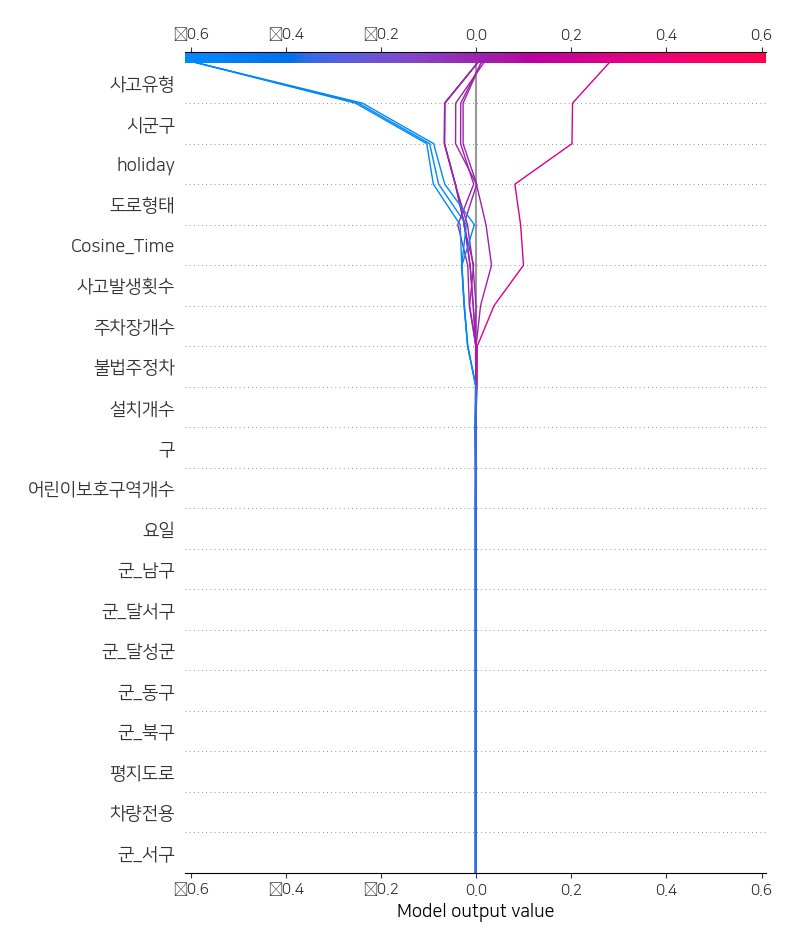 ☒0.6 ☒0.4 ☒0.2 0.0 0.2 0.4 0.6
사고유형
시군구
holiday
도로형태
Cosine_Time
사고발생횟수
주차장개수
불법주정차
설치개수
구
어린이보호구역개수
요일
군_남구
군_달서구
군_달성군
군_동구
군_북구
평지도로
차량전용
군_서구
☒0.6 ☒0.4 ☒0.2 0.0 0.2 0.4 0.6
Model output value